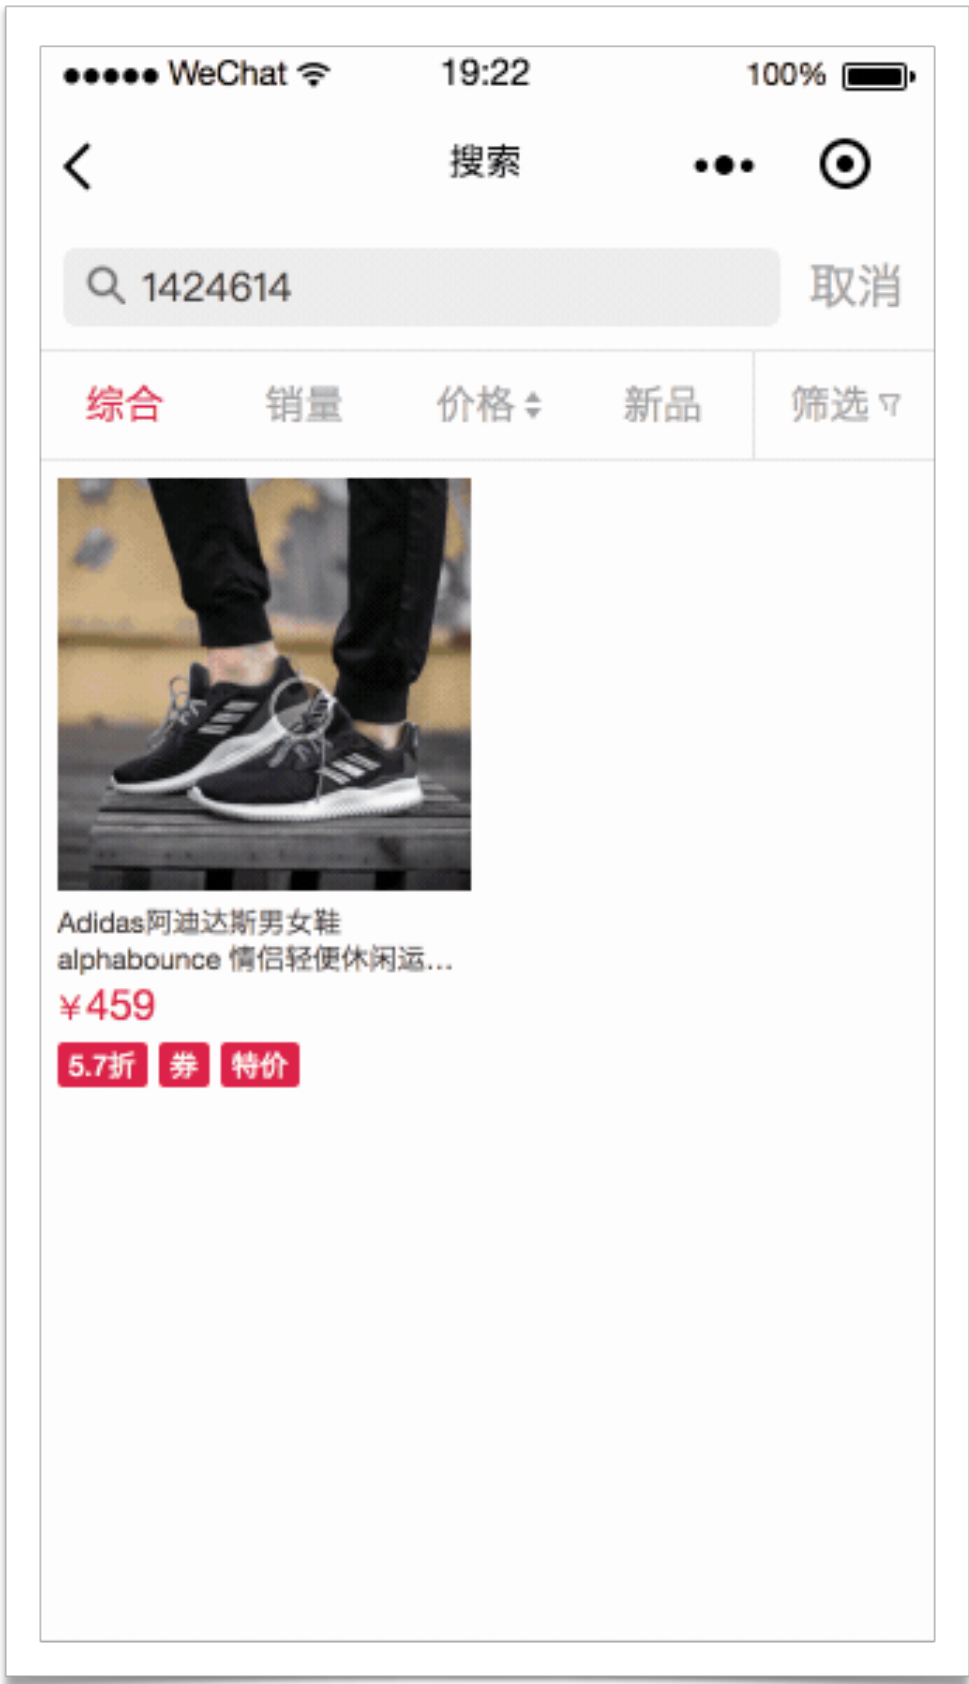 WeChat 19:22 100%
搜索
1424614 取消
综合 销量 价格 新品 筛选
Adidas阿迪达斯男女鞋
alphabounce 情侣轻便休闲运...
¥459
5.7折 券 特价